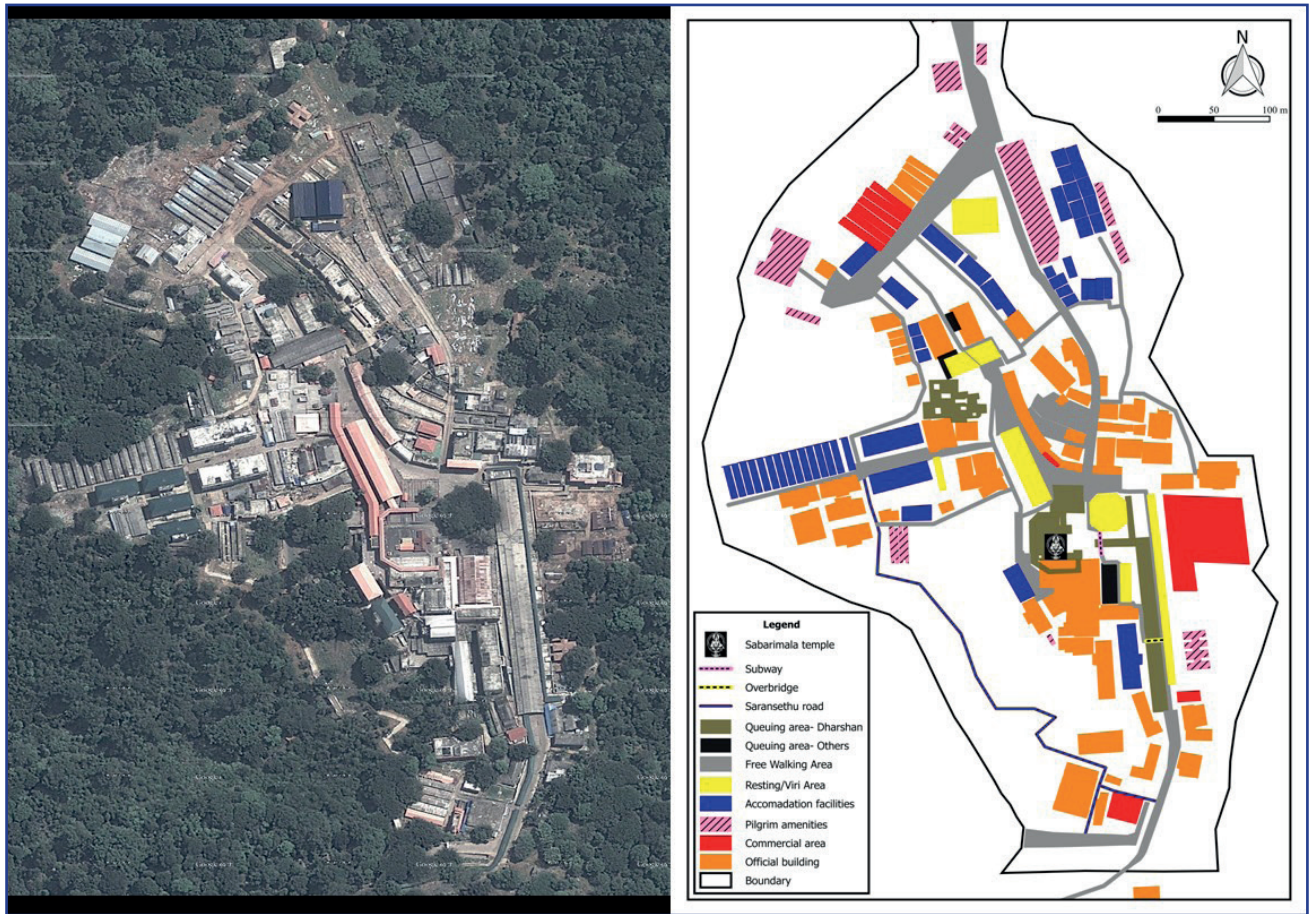 N
0 50 100 m
Legend
Sabarimala temple
Subway
Overbridge
Saransethu road
Queuing area- Dharshan
Queuing area- Others
Free Walking Area
Resting/Viri Area
Accomadation facilities
Pilgrim amenities
Commercial area
Official building
Boundary